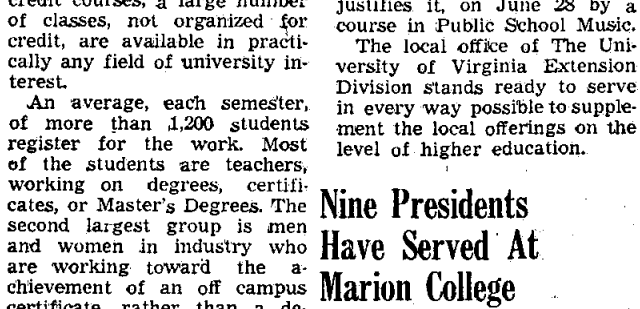 credit courses, a large number
of classes, not organized for
credit, are available in practi-
cally any field of university in-
terest.
An average, each semester,
of more than 1,200 students
register for the work. Most
of the students are teachers,
working on degrees, certifi-
cates, or Master's Degrees. The
second largest group is men
and women in industry who
are working toward the a-
chievement of an off campus
certificate, rather than a de-
justifies it, on June 28 by a
course in Public School Music.
The local office of The Uni-
versity of Virginia Extension
Division stands ready to serve
in every way possible to supple-
ment the local offerings on the
level of higher education.
Nine Presidents
Have Served At
Marion College